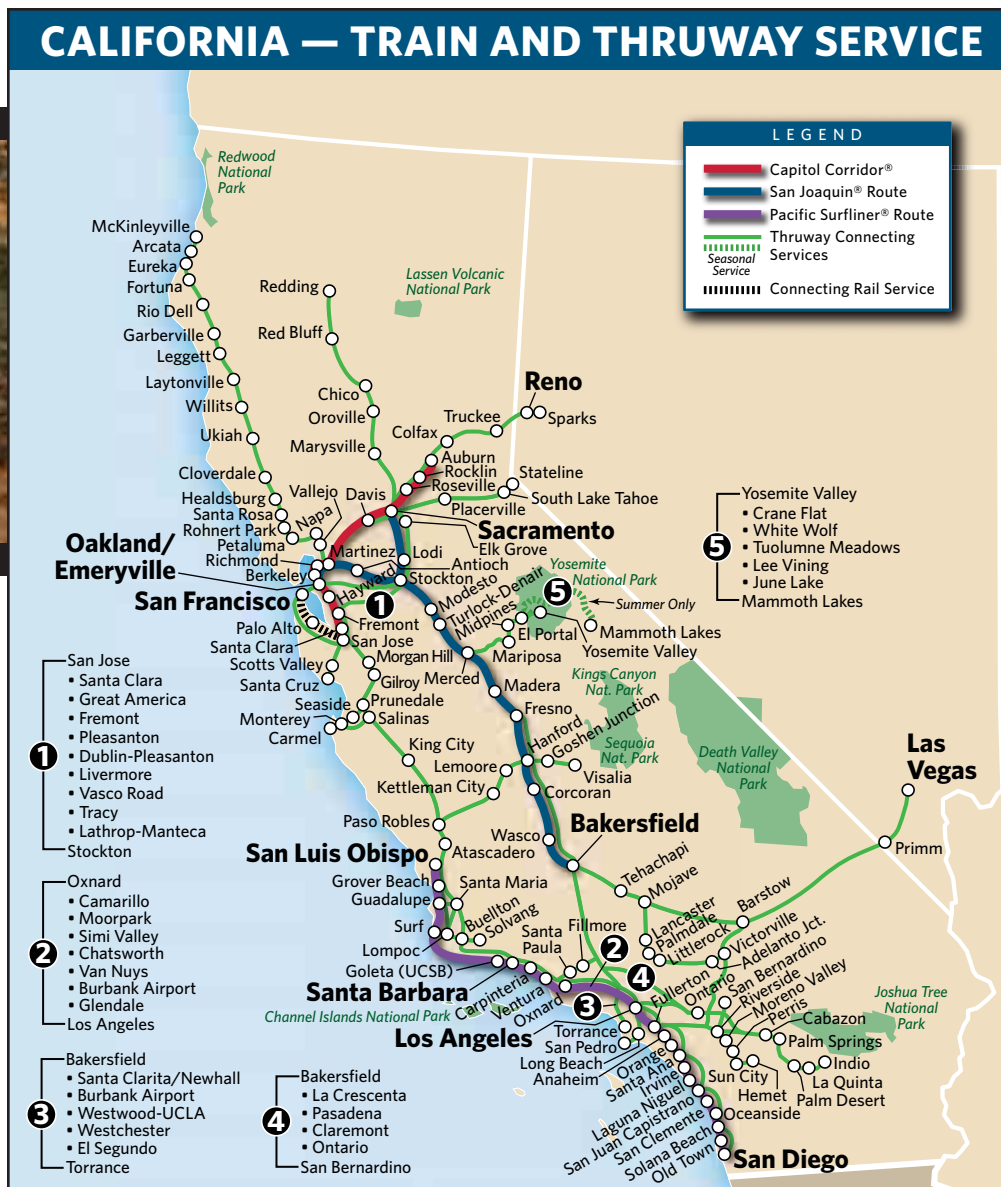 CALIFORNIA — TRAIN AND THRUWAY SERVICE
LEGEND
Capitol Corridor®
San Joaquin® Route
Pacific Surfliner® Route
Thruway Connecting
Services
Seasonal
Service
Connecting Rail Service
Redwood
National
Park
McKinleyville
Arcata
Eureka
Fortuna
Rio Dell
Garberville
Leggett
Laytonville
Willits
Ukiah
Cloverdale
Healdsburg
Santa Rosa
Rohnert Park
Petaluma
Redding
Red Bluff
Chico
Oroville
Marysville
Lassen Volcanic
National Park
Reno
Sparks
Truckee
Colfax
Auburn
Rocklin
Roseville
Stateline
South Lake Tahoe
Placerville
Sacramento
Elk Grove
Davis
Vallejo
Napa
Martinez
Lodi
Antioch
Stockton
Richmond
Berkeley
Oakland/
Emeryville
San Francisco
Hayward
1
Fremont
Palo Alto
Santa Clara
San Jose
Scotts Valley
Santa Cruz
Morgan Hill
Gilroy
Prunedale
Seaside
Salinas
Monterey
Carmel
Modesto
Turlock-Denair
Midpines
Merced
Mariposa
El Portal
5
Yosemite
National Park
Summer Only
Mammoth Lakes
Yosemite Valley
Madera
Fresno
Kings Canyon
Nat. Park
Sequoia
Nat. Park
Hanford
Goshen Junction
Visalia
Corcoran
Lemoore
Kettleman City
King City
Paso Robles
Atascadero
Wasco
Bakersfield
Death Valley
National
Park
Las
Vegas
Primm
San Luis Obispo
Grover Beach
Guadalupe
Santa Maria
Surf
Lompoc
Buellton
Solvang
Goleta (UCSB)
Santa Barbara
Carpinteria
Ventura
Oxnard
Channel Islands National Park
Santa
Paula
Fillmore
2
4
3
Tehachapi
Mojave
Lancaster
Palmdale
Littlerock
Barstow
Victorville
Adelanto Jct.
San Bernardino
Riverside
Moreno Valley
Perris
Fullerton
Ontario
Los Angeles
Torrance
San Pedro
Long Beach
Anaheim
Orange
Santa Ana
Irvine
Laguna Niguel
San Juan Capistrano
San Clemente
Solana Beach
Old Town
Oceanside
San Diego
Sun City
Hemet
Cabazon
Palm Springs
Indio
La Quinta
Palm Desert
Joshua Tree
National
Park
5
Yosemite Valley
▪ Crane Flat
▪ White Wolf
▪ Tuolumne Meadows
▪ Lee Vining
▪ June Lake
Mammoth Lakes
1
San Jose
▪ Santa Clara
▪ Great America
▪ Fremont
▪ Pleasanton
▪ Dublin-Pleasanton
▪ Livermore
▪ Vasco Road
▪ Tracy
▪ Lathrop-Manteca
Stockton
2
Oxnard
▪ Camarillo
▪ Moorpark
▪ Simi Valley
▪ Chatsworth
▪ Van Nuys
▪ Burbank Airport
▪ Glendale
Los Angeles
3
Bakersfield
▪ Santa Clarita/Newhall
▪ Burbank Airport
▪ Westwood-UCLA
▪ Westchester
▪ El Segundo
Torrance
4
Bakersfield
▪ La Crescenta
▪ Pasadena
▪ Claremont
▪ Ontario
San Bernardino